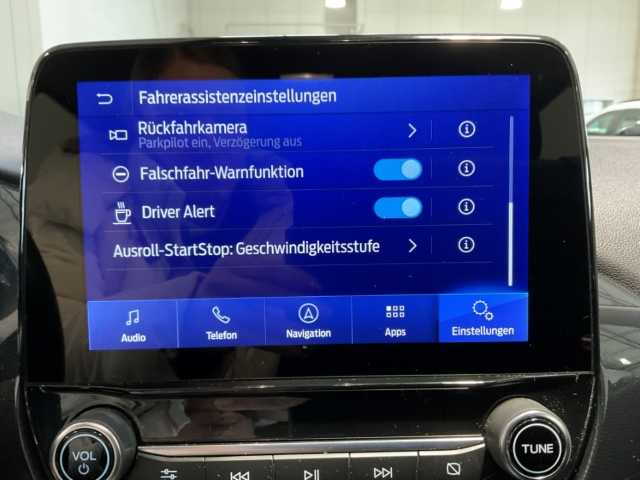 Fahrerassistenzeinstellungen
Rückfahrkamera
Parkpilot ein, Verzögerung aus
Falschfahr-Warnfunktion
Driver Alert
Ausroll-StartStop: Geschwindigkeitsstufe
Audio
Telefon
Navigation
Apps
Einstellungen
VOL
TUNE